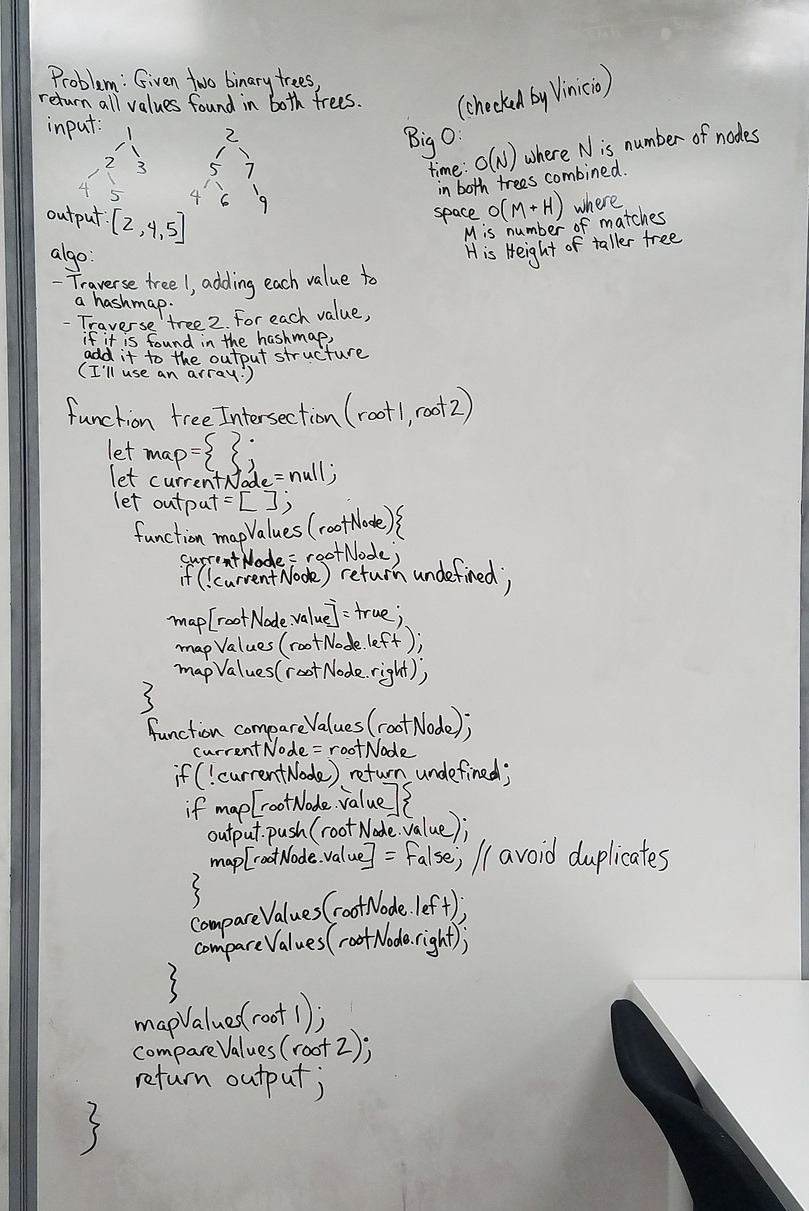 Problem: Given two binary trees,
return all values found in both trees.
input:
1
2 3
4 5
2
5 7
4 6 9
output:[2,4,5]
algo:
- Traverse tree 1, adding each value to
a hashmap.
- Traverse tree 2. For each value,
if it is found in the hashmap,
add it to the output structure
(I'll use an array!)
(checked by Vinicio)
Big O:
time: O(N) where N is number of nodes
in both trees combined.
space O(M+H) where
M is number of matches
H is Height of taller tree
function treeIntersection(root1,root2)
let map={ };
let currentNode=null;
let output=[ ];
function mapValues(rootNode){
currentNode= rootNode;
if(!currentNode) return undefined;
map[rootNode.value]=true;
mapValues(rootNode.left);
mapValues(rootNode.right);
}
function compareValues(rootNode);
currentNode=rootNode
if(!currentNode) return undefined;
if map[rootNode.value]{
output.push(rootNode.value);
map[rootNode.value] = false; // avoid duplicates
}
compareValues(rootNode.left);
compareValues(rootNode.right);
}
mapValues(root1);
compareValues(root2);
return output;
}